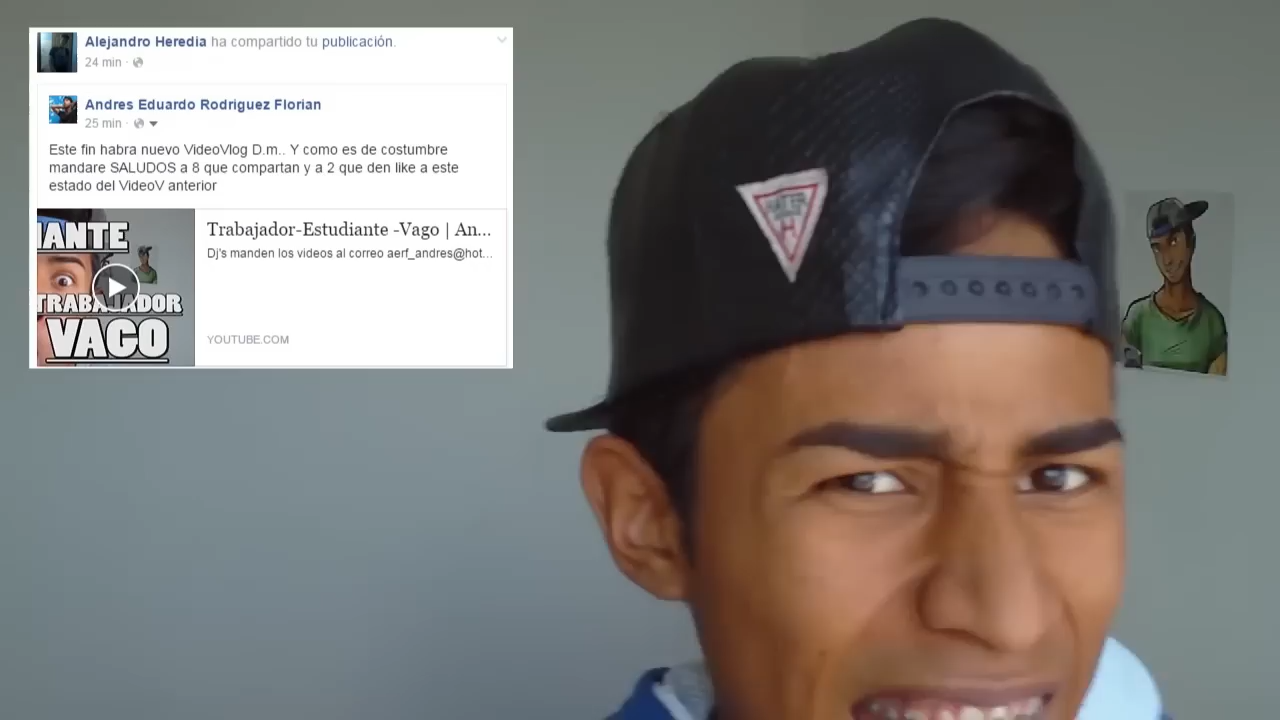 Alejandro Heredia ha compartido tu publicación.
24 min ·
Andres Eduardo Rodriguez Florian
25 min ·
Este fin habra nuevo VideoVlog D.m.. Y como es de costumbre
mandare SALUDOS a 8 que compartan y a 2 que den like a este
estado del VideoV anterior
IANTE
TRABAJADOR
VAGO
Trabajador-Estudiante -Vago | An...
Dj's manden los videos al correo aerf_andres@hot...
YOUTUBE.COM
HATER
H